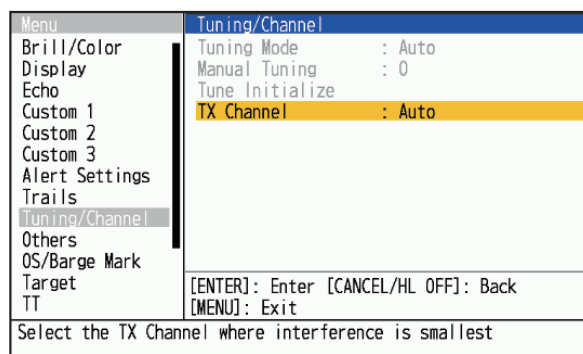 Menu
Brill/Color
Display
Echo
Custom 1
Custom 2
Custom 3
Alert Settings
Trails
Tuning/Channel
Others
OS/Barge Mark
Target
TT
Tuning/Channel
Tuning Mode : Auto
Manual Tuning : 0
Tune Initialize
TX Channel : Auto
[ENTER]: Enter [CANCEL/HL OFF]: Back
[MENU]: Exit
Select the TX Channel where interference is smallest